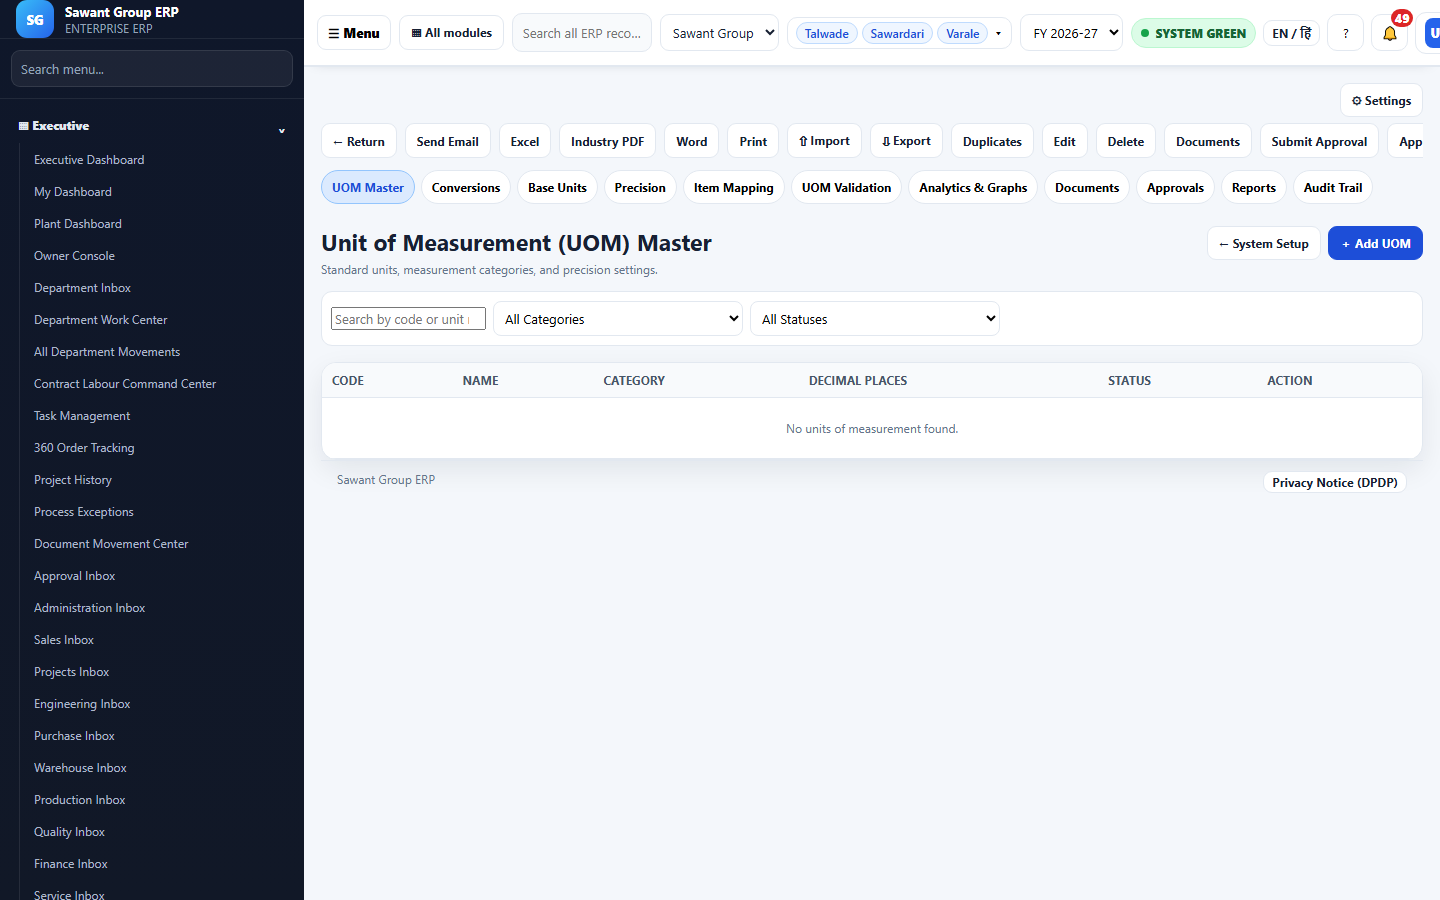 SG
Sawant Group ERP
ENTERPRISE ERP
☰ Menu
All modules
Search all ERP reco...
Sawant Group
Talwade
Sawardari
Varale
FY 2026-27
SYSTEM GREEN
EN / हिं
?
49
Search menu...
Executive
Executive Dashboard
My Dashboard
Plant Dashboard
Owner Console
Department Inbox
Department Work Center
All Department Movements
Contract Labour Command Center
Task Management
360 Order Tracking
Project History
Process Exceptions
Document Movement Center
Approval Inbox
Administration Inbox
Sales Inbox
Projects Inbox
Engineering Inbox
Purchase Inbox
Warehouse Inbox
Production Inbox
Quality Inbox
Finance Inbox
Service Inbox
⚙ Settings
← Return
Send Email
Excel
Industry PDF
Word
Print
⇧ Import
⇩ Export
Duplicates
Edit
Delete
Documents
Submit Approval
App
UOM Master
Conversions
Base Units
Precision
Item Mapping
UOM Validation
Analytics & Graphs
Documents
Approvals
Reports
Audit Trail
Unit of Measurement (UOM) Master
Standard units, measurement categories, and precision settings.
← System Setup
+ Add UOM
Search by code or unit
All Categories
All Statuses
CODE NAME CATEGORY DECIMAL PLACES STATUS ACTION
No units of measurement found.
Sawant Group ERP
Privacy Notice (DPDP)